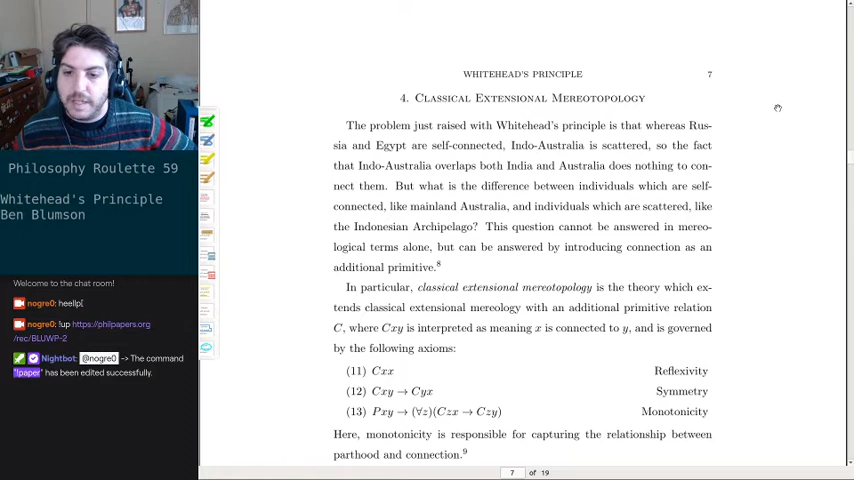 Philosophy Roulette 59
Whitehead's Principle
Ben Blumson
Welcome to the chat room!
nogre0: heellp[
nogre0: !up https://philpapers.org
/rec/BLUWP-2
Nightbot: @nogre0 -> The command
"!paper" has been edited successfully.
WHITEHEAD'S PRINCIPLE 7
4. Classical Extensional Mereotopology
The problem just raised with Whitehead's principle is that whereas Rus-
sia and Egypt are self-connected, Indo-Australia is scattered, so the fact
that Indo-Australia overlaps both India and Australia does nothing to con-
nect them. But what is the difference between individuals which are self-
connected, like mainland Australia, and individuals which are scattered, like
the Indonesian Archipelago? This question cannot be answered in mereo-
logical terms alone, but can be answered by introducing connection as an
additional primitive.⁸
In particular, classical extensional mereotopology is the theory which ex-
tends classical extensional mereology with an additional primitive relation
C, where Cxy is interpreted as meaning x is connected to y, and is governed
by the following axioms:
(11) Cxx Reflexivity
(12) Cxy → Cyx Symmetry
(13) Pxy → (∀z)(Czx → Czy) Monotonicity
Here, monotonicity is responsible for capturing the relationship between
parthood and connection.⁹
7 of 19